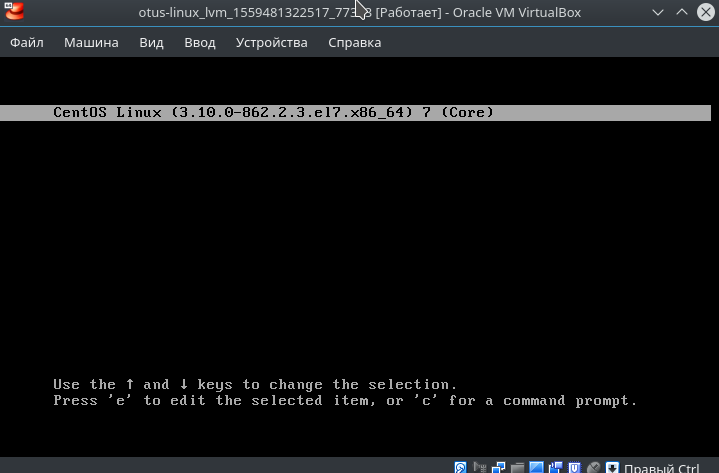 otus-linux_lvm_1559481322517_77 3 [Работает] - Oracle VM VirtualBox
Файл Машина Вид Ввод Устройства Справка
CentOS Linux (3.10.0-862.2.3.el7.x86_64) 7 (Core)
Use the ↑ and ↓ keys to change the selection.
Press 'e' to edit the selected item, or 'c' for a command prompt.
Правый Ctrl